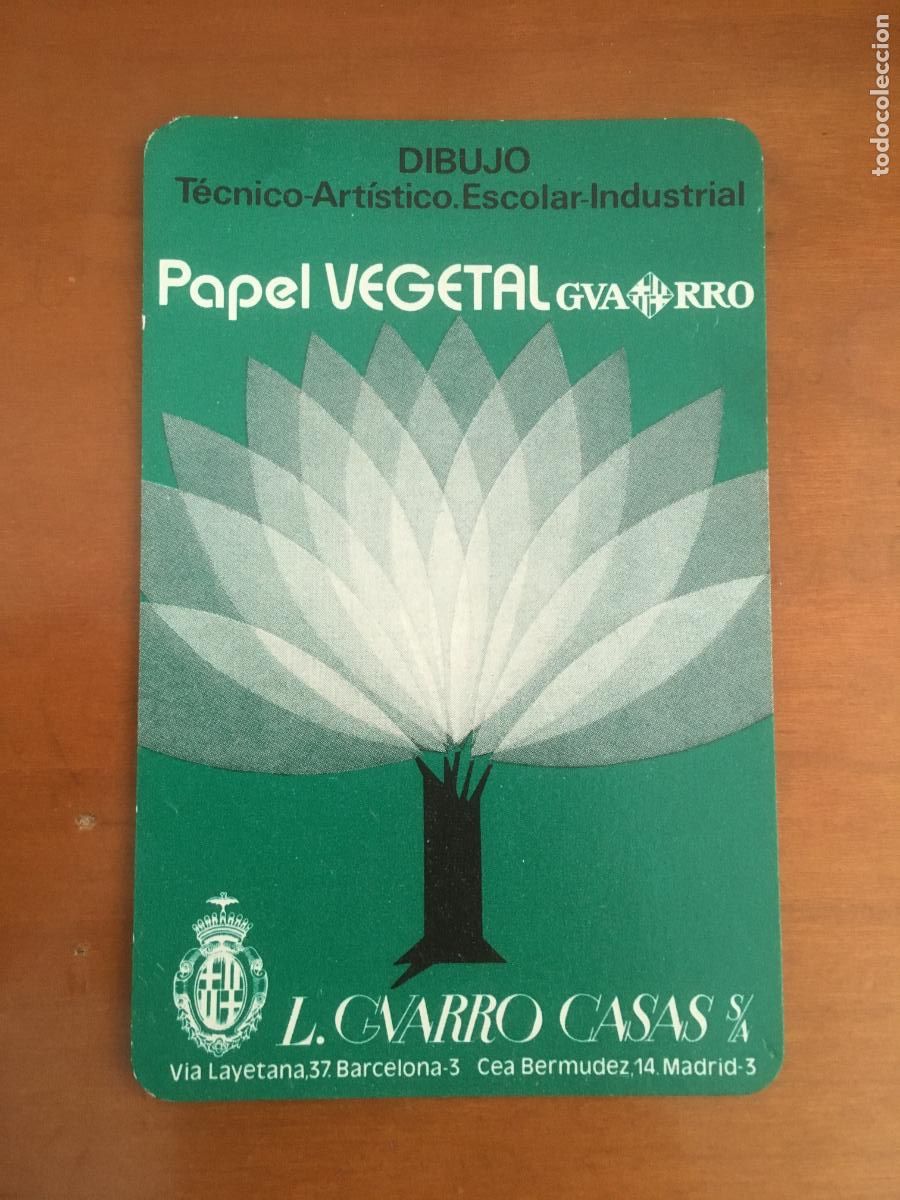 DIBUJO
Técnico-Artístico.Escolar-Industrial
Papel VEGETAL GVARRO
L. GVARRO CASAS S/A
Via Layetana,37. Barcelona-3 Cea Bermudez,14. Madrid-3
todocoleccion